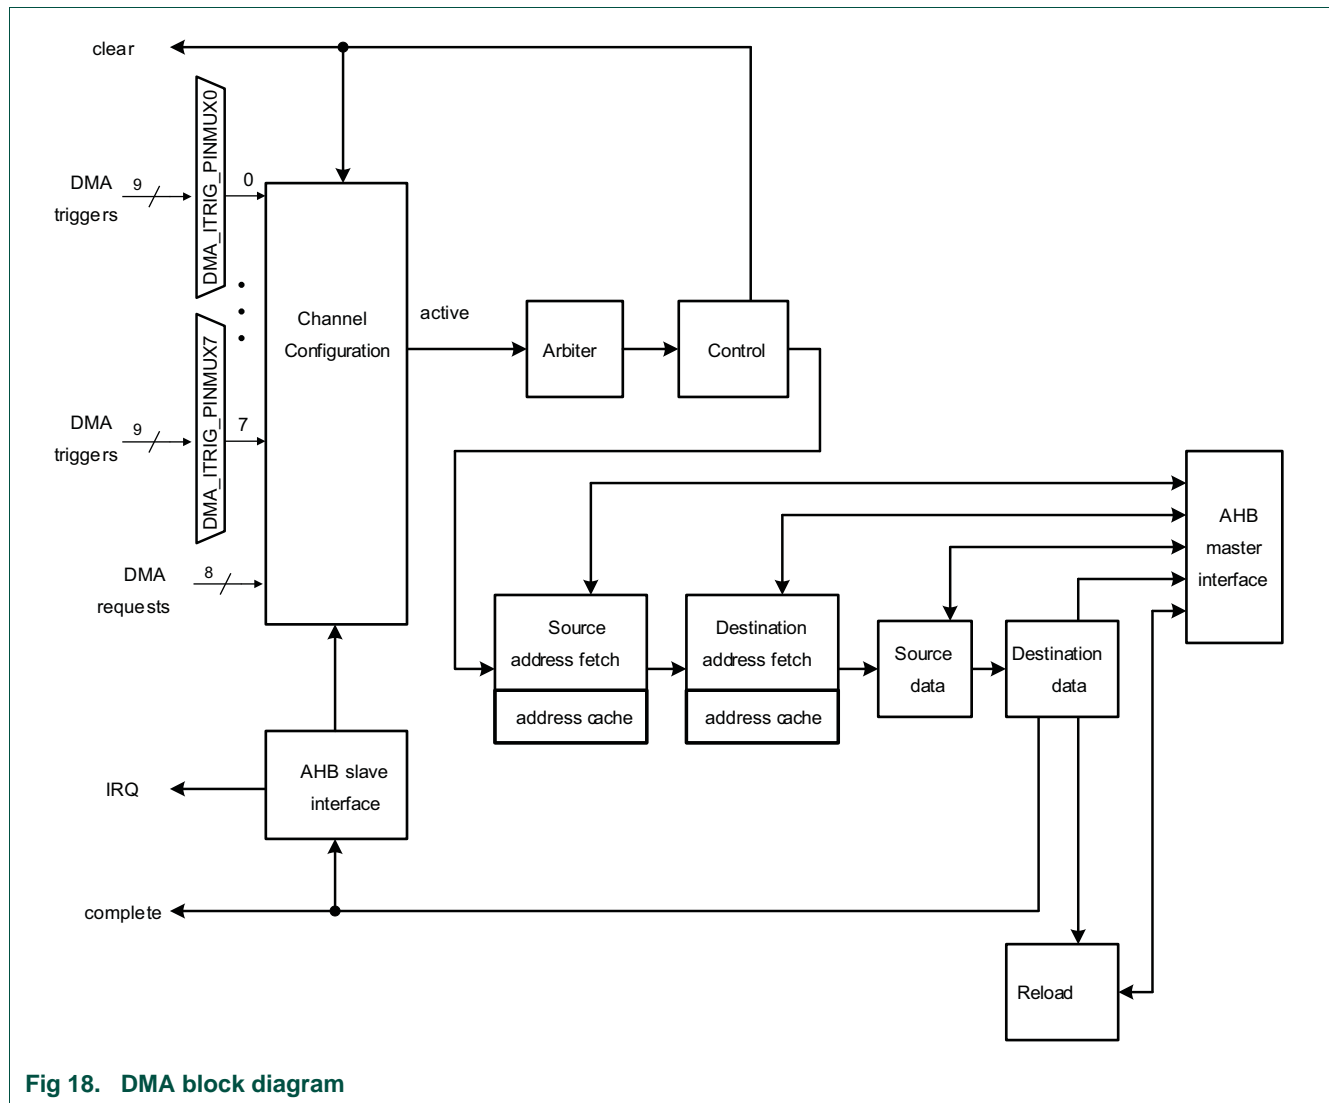 clear
DMA_ITRIG_PINMUX0
DMA
triggers
9
0
Channel
Configuration
active
Arbiter
Control
DMA_ITRIG_PINMUX7
DMA
triggers
9
7
DMA
requests
8
AHB
master
interface
Source
address fetch
address cache
Destination
address fetch
address cache
Source
data
Destination
data
AHB slave
interface
IRQ
complete
Reload
Fig 18. DMA block diagram